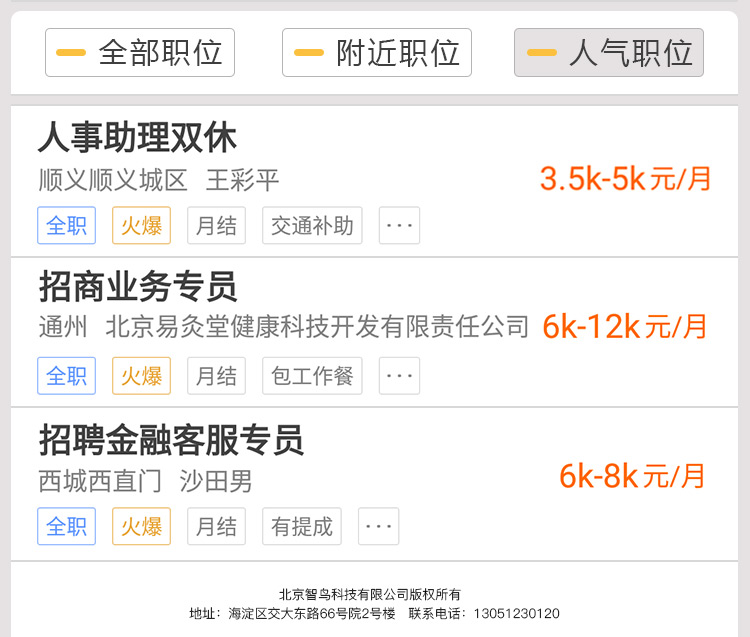 全部职位 附近职位 人气职位
人事助理双休
顺义顺义城区 王彩平 3.5k-5k元/月
全职 火爆 月结 交通补助 ...
招商业务专员
通州 北京易灸堂健康科技开发有限责任公司 6k-12k元/月
全职 火爆 月结 包工作餐 ...
招聘金融客服专员
西城西直门 沙田男 6k-8k元/月
全职 火爆 月结 有提成 ...
北京智鸟科技有限公司版权所有
地址：海淀区交大东路66号院2号楼 联系电话：13051230120